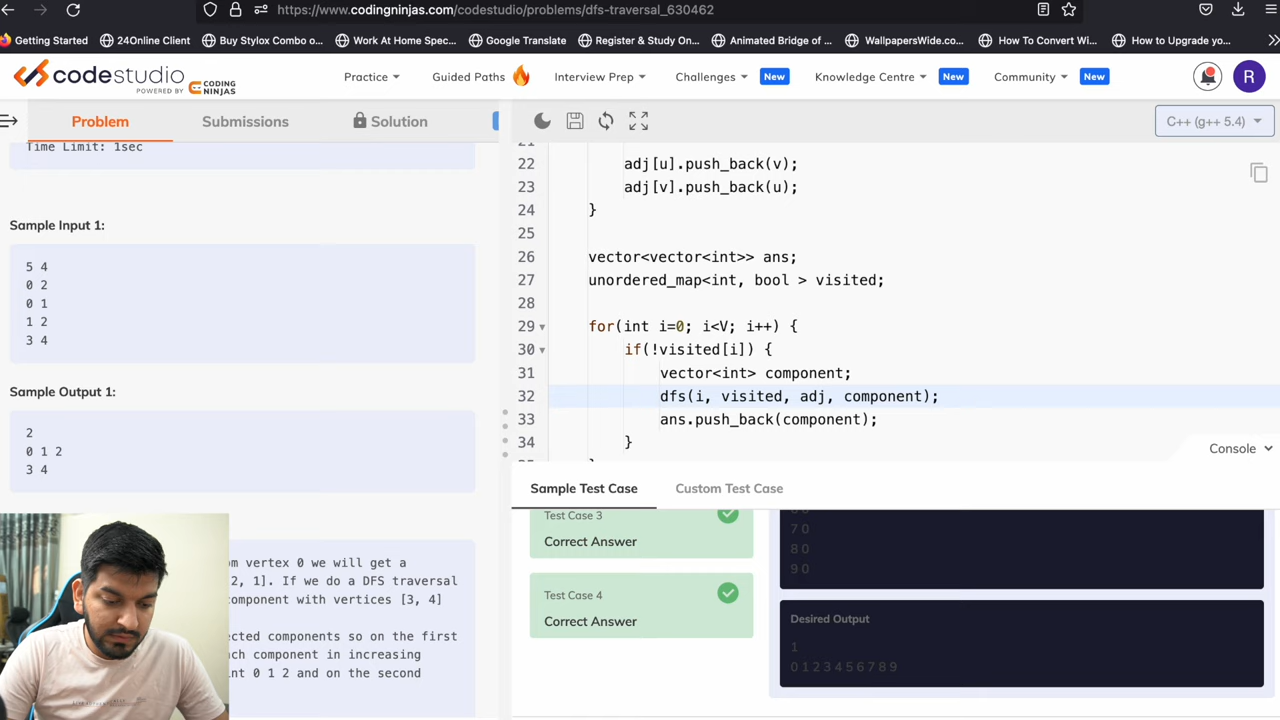 https://www.codingninjas.com/codestudio/problems/dfs-traversal_630462
Getting Started
24Online Client
Buy Stylox Combo o...
Work At Home Spec...
Google Translate
Register & Study On...
Animated Bridge of ...
WallpapersWide.co...
How To Convert Wi...
How to Upgrade yo...
codestudio
POWERED BY CODING NINJAS
Practice
Guided Paths
Interview Prep
Challenges
New
Knowledge Centre
New
Community
New
R
Problem
Submissions
Solution
C++ (g++ 5.4)
Time Limit: 1sec
Sample Input 1:
5 4
0 2
0 1
1 2
3 4
Sample Output 1:
2
0 1 2
3 4
om vertex 0 we will get a
2, 1]. If we do a DFS traversal
component with vertices [3, 4]
ected components so on the first
ch component in increasing
int 0 1 2 and on the second
21
22 adj[u].push_back(v);
23 adj[v].push_back(u);
24 }
25
26 vector<vector<int>> ans;
27 unordered_map<int, bool > visited;
28
29 for(int i=0; i<V; i++) {
30 if(!visited[i]) {
31 vector<int> component;
32 dfs(i, visited, adj, component);
33 ans.push_back(component);
34 }
Console
Sample Test Case
Custom Test Case
Test Case 3
Correct Answer
Test Case 4
Correct Answer
7 0
8 0
9 0
Desired Output
1
0 1 2 3 4 5 6 7 8 9